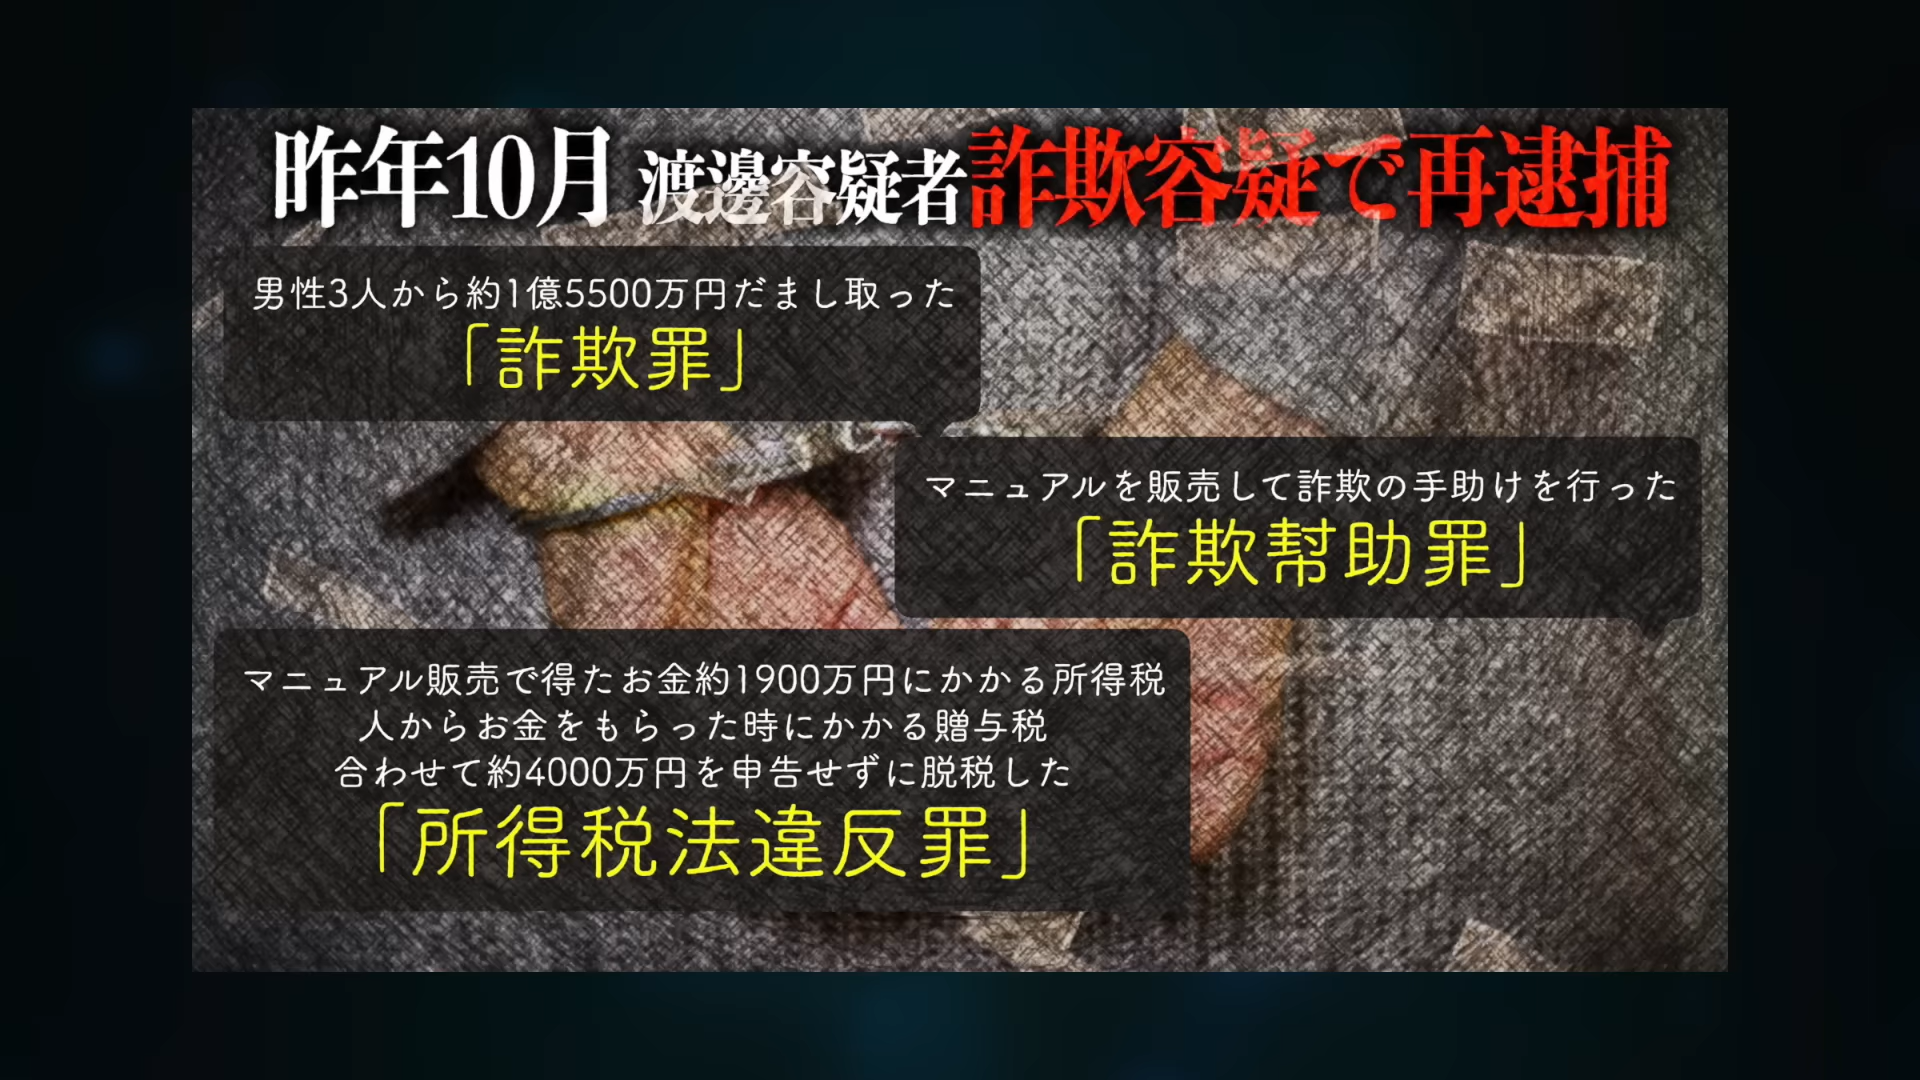 昨年10月 渡邊容疑者詐欺容疑で再逮捕
男性3人から約1億5500万円だまし取った
「詐欺罪」
マニュアルを販売して詐欺の手助けを行った
「詐欺幇助罪」
マニュアル販売で得たお金約1900万円にかかる所得税
人からお金をもらった時にかかる贈与税
合わせて約4000万円を申告せずに脱税した
「所得税法違反罪」